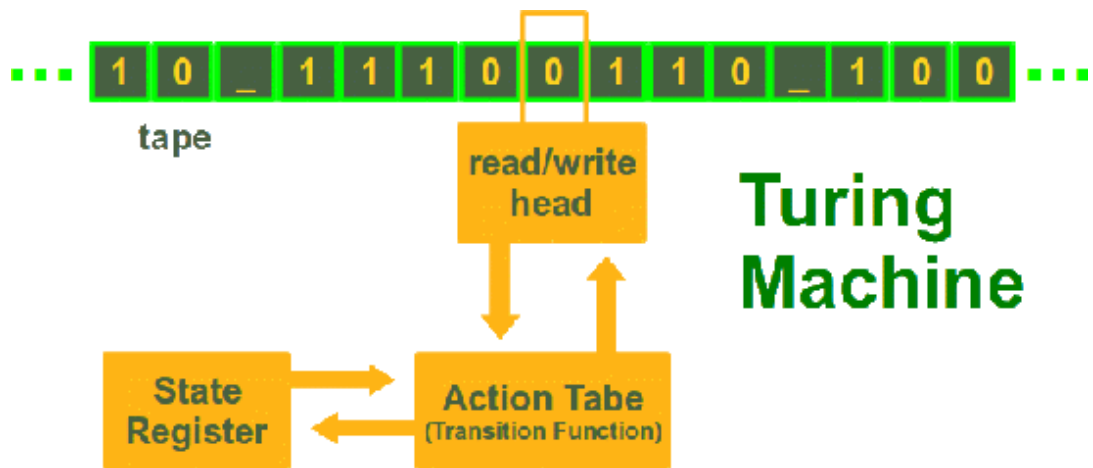 1 0 _ 1 1 1 0 0 1 1 0 _ 1 0 0
tape
read/write
head
Turing
Machine
State
Register
Action Tabe
(Transition Function)